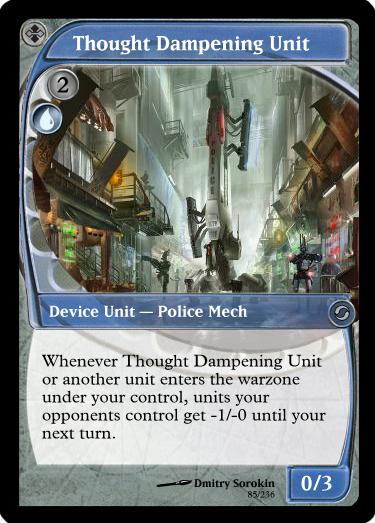 Thought Dampening Unit
2
POLICE
Device Unit — Police Mech
Whenever Thought Dampening Unit
or another unit enters the warzone
under your control, units your
opponents control get -1/-0 until your
next turn.
Dmitry Sorokin
85/236
0/3